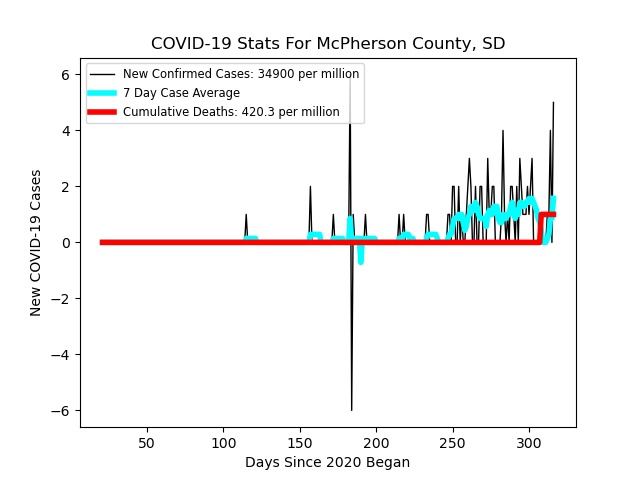 COVID-19 Stats For McPherson County, SD
New Confirmed Cases: 34900 per million
7 Day Case Average
Cumulative Deaths: 420.3 per million
New COVID-19 Cases
6
4
2
0
−2
−4
−6
50 100 150 200 250 300
Days Since 2020 Began